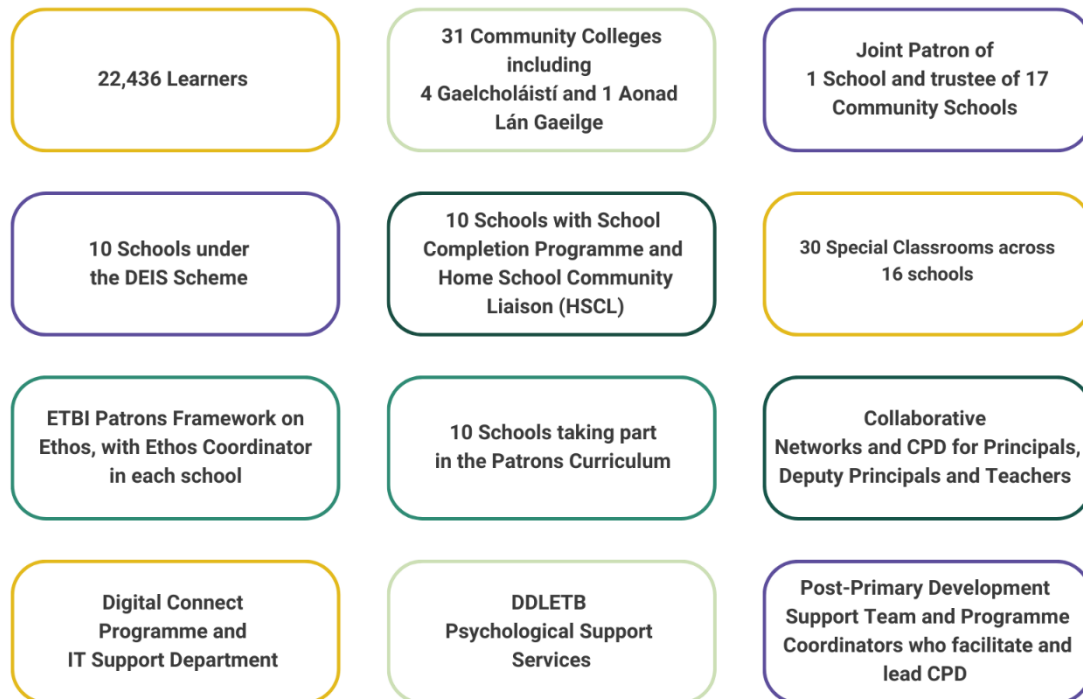 22,436 Learners
31 Community Colleges
including
4 Gaelcholáistí and 1 Aonad
Lán Gaeilge
Joint Patron of
1 School and trustee of 17
Community Schools
10 Schools under
the DEIS Scheme
10 Schools with School
Completion Programme and
Home School Community
Liaison (HSCL)
30 Special Classrooms across
16 schools
ETBI Patrons Framework on
Ethos, with Ethos Coordinator
in each school
10 Schools taking part
in the Patrons Curriculum
Collaborative
Networks and CPD for Principals,
Deputy Principals and Teachers
Digital Connect
Programme and
IT Support Department
DDLETB
Psychological Support
Services
Post-Primary Development
Support Team and Programme
Coordinators who facilitate and
lead CPD